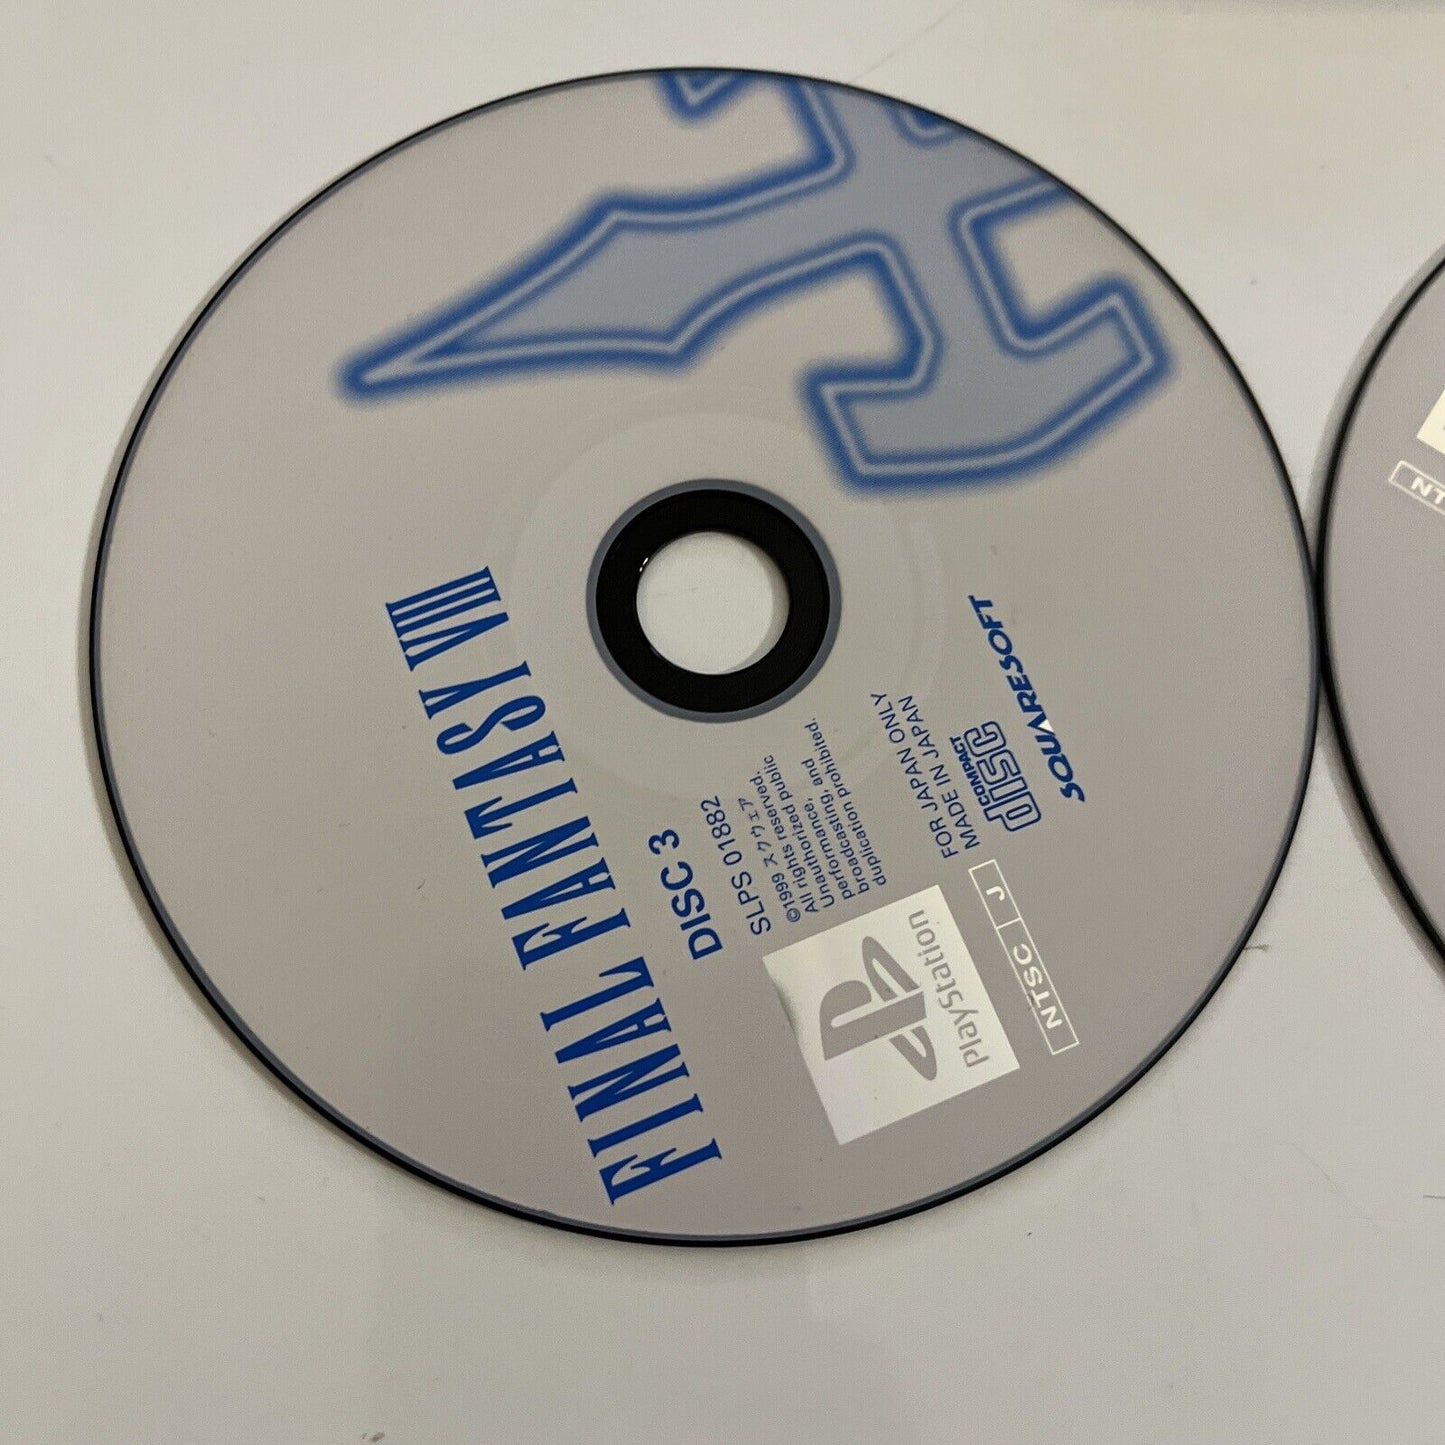 FINAL FANTASY VIII
DISC 3
SLPS 01882
©1999 スクウェア
All rights reserved.
Unauthorized public
performance, and
broadcasting, and
duplication prohibited.
PlayStation
FOR JAPAN ONLY
MADE IN JAPAN
COMPACT
disc
NTSC J
SQUARESOFT